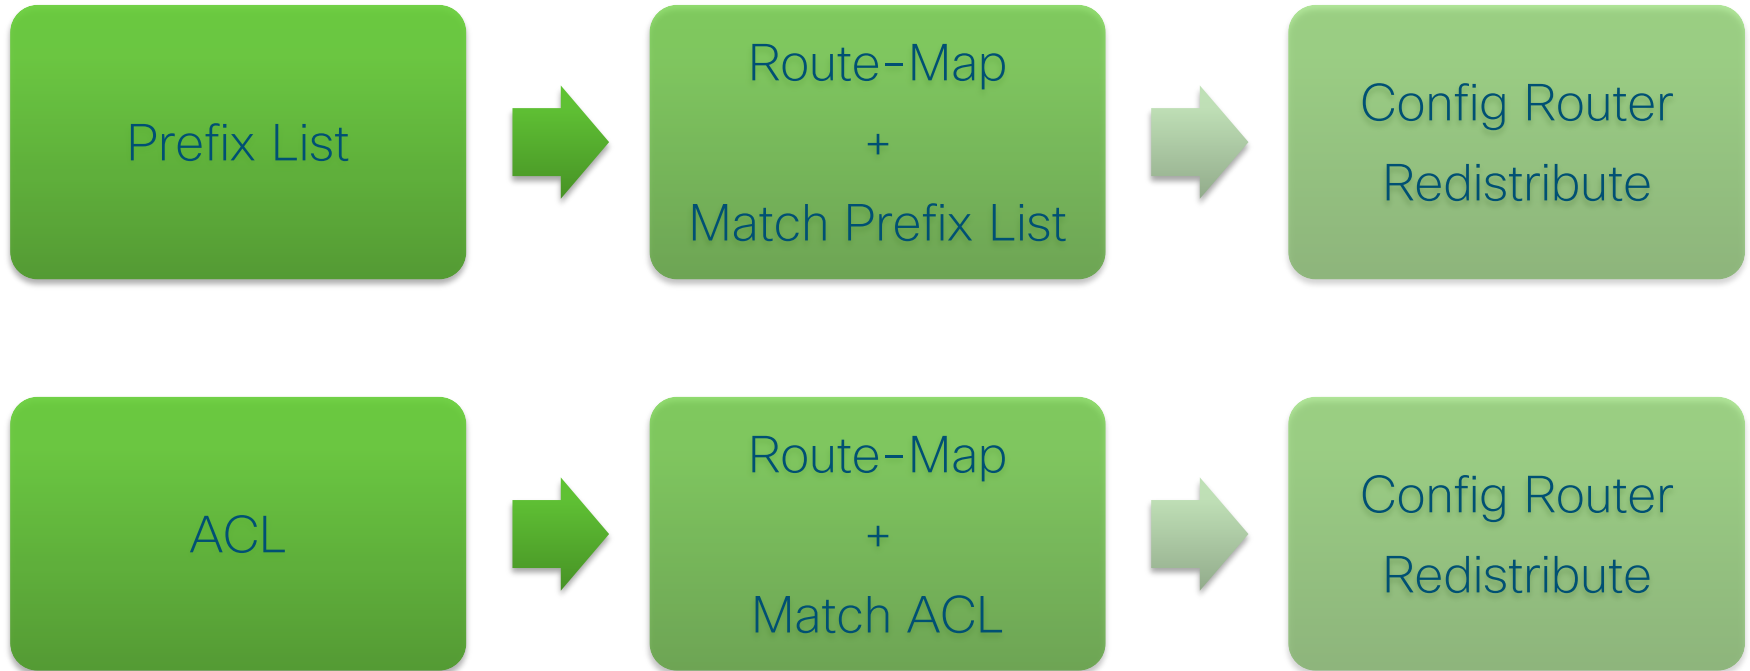 Prefix List
Route-Map
+
Match Prefix List
Config Router
Redistribute
ACL
Route-Map
+
Match ACL
Config Router
Redistribute